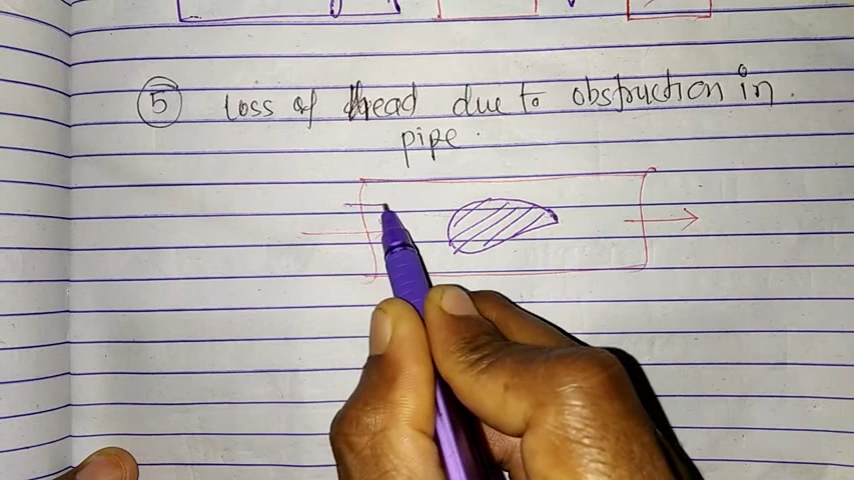 5 Loss of Head due to obstruction in.
pipe.